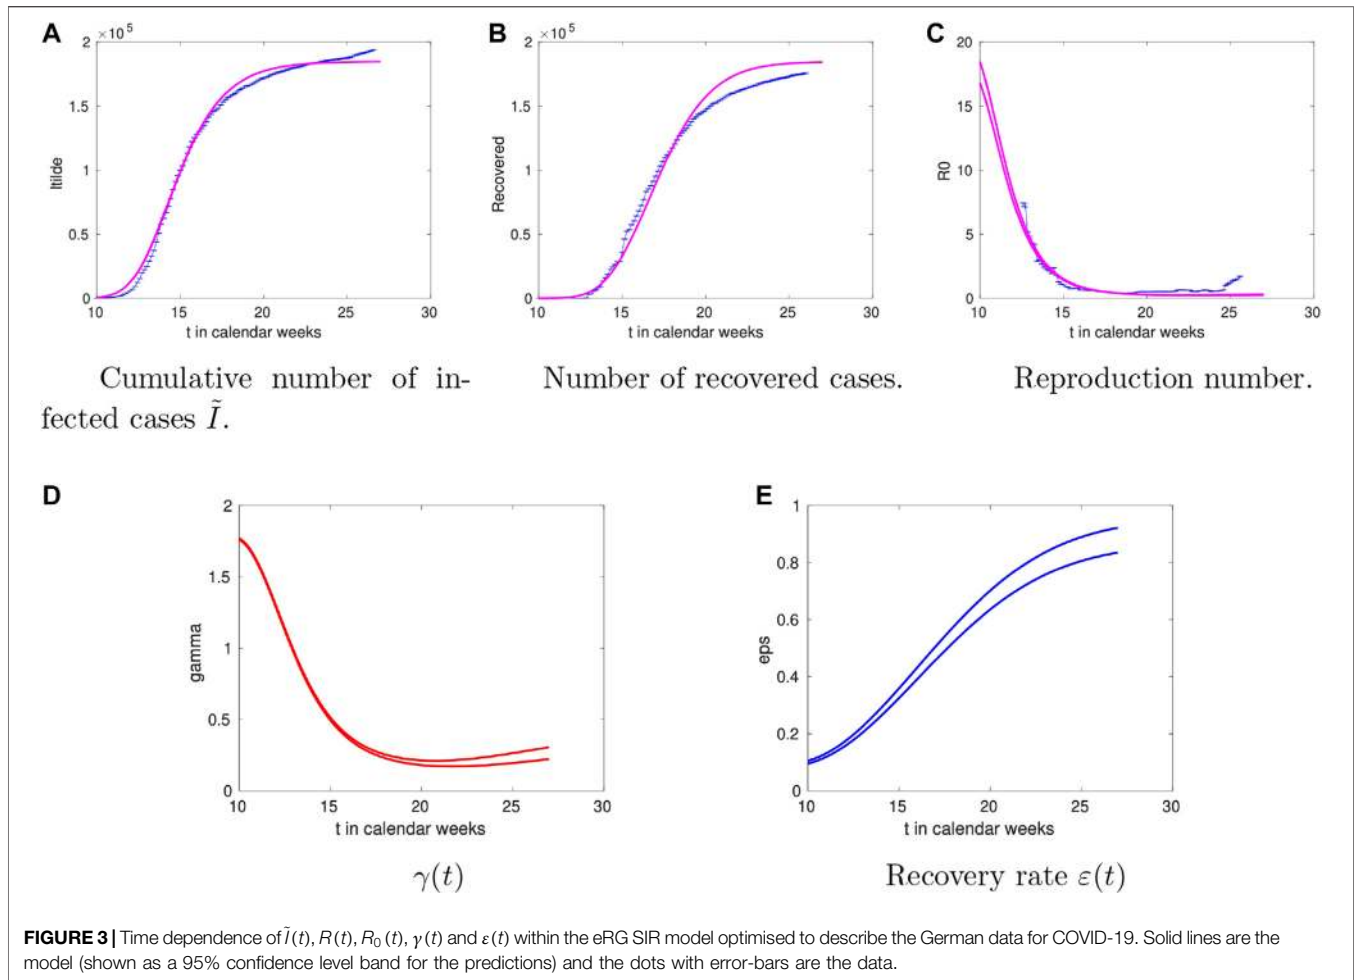 A
×10⁵
2
1.5
1
0.5
0
Itilde
10 15 20 25 30
t in calendar weeks
Cumulative number of in-
fected cases Ĩ.
B
×10⁵
2
1.5
1
0.5
0
Recovered
10 15 20 25 30
t in calendar weeks
Number of recovered cases.
C
20
15
10
5
0
R0
10 15 20 25 30
t in calendar weeks
Reproduction number.
D
2
1.5
1
0.5
0
gamma
10 15 20 25 30
t in calendar weeks
γ(t)
E
1
0.8
0.6
0.4
0.2
0
eps
10 15 20 25 30
t in calendar weeks
Recovery rate ε(t)
FIGURE 3 | Time dependence of Ĩ(t), R(t), R₀(t), γ(t) and ε(t) within the eRG SIR model optimised to describe the German data for COVID-19. Solid lines are the
model (shown as a 95% confidence level band for the predictions) and the dots with error-bars are the data.